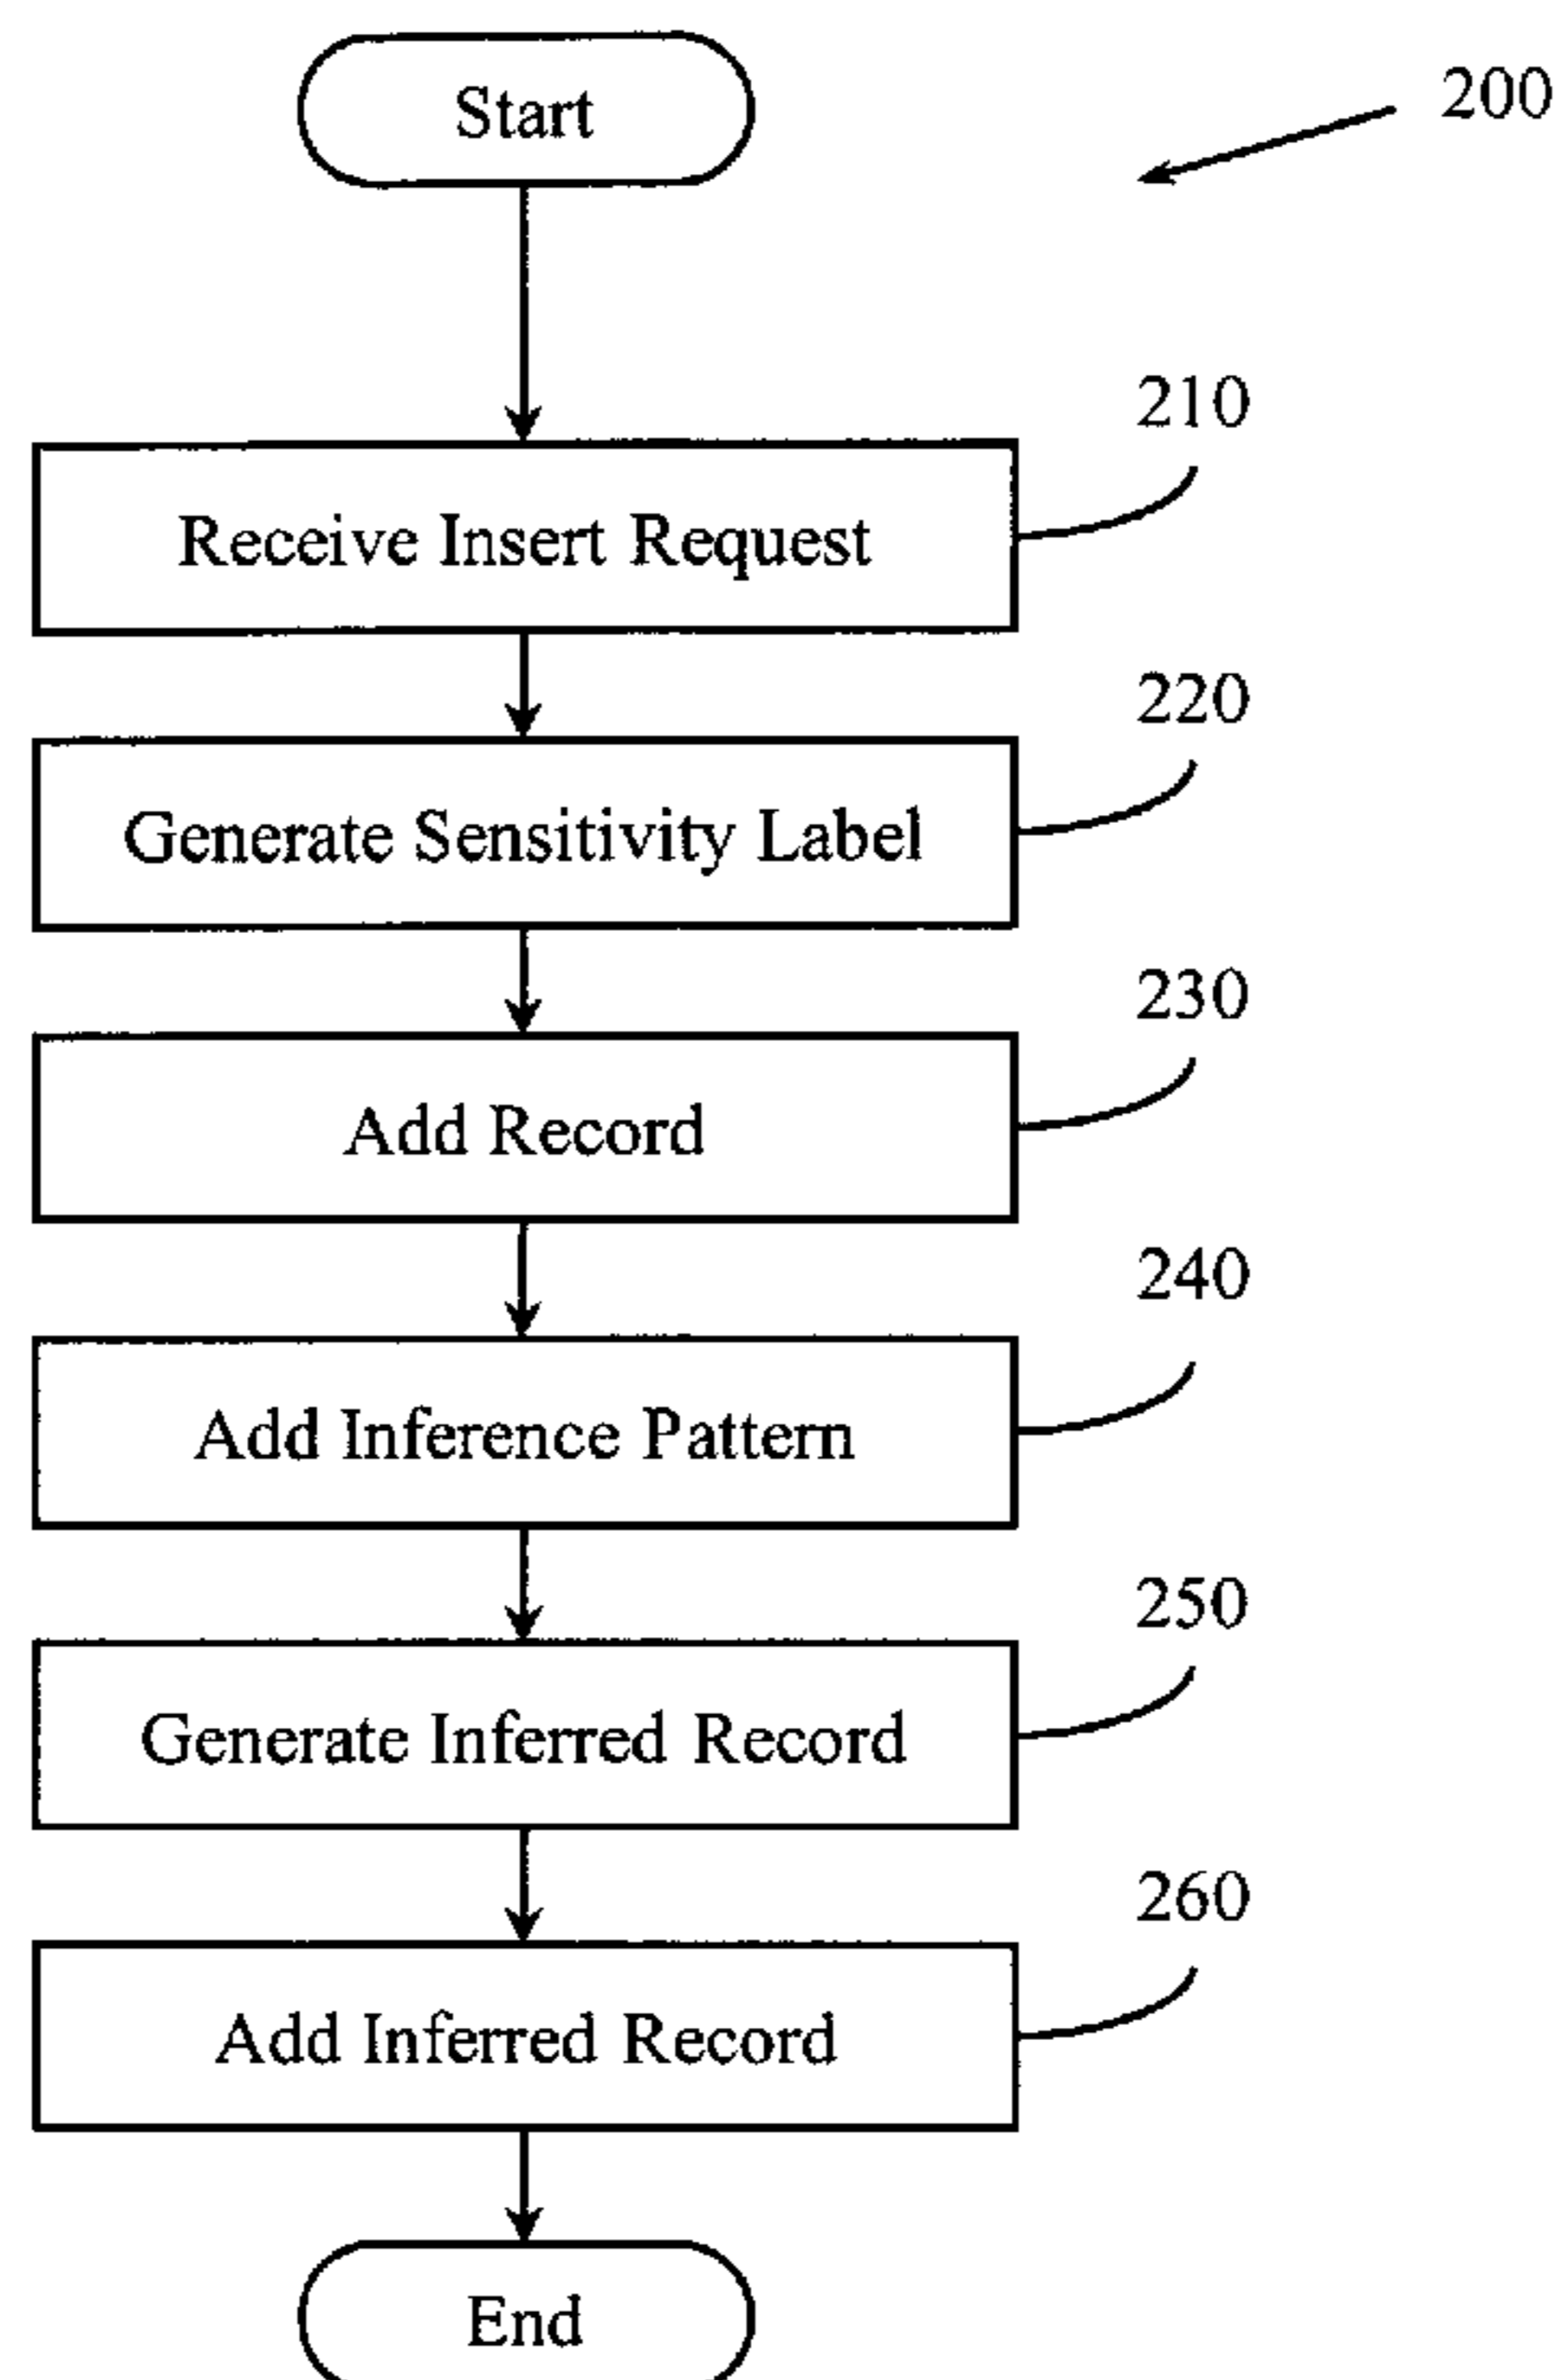 Start
200
210
Receive Insert Request
220
Generate Sensitivity Label
230
Add Record
240
Add Inference Pattern
250
Generate Inferred Record
260
Add Inferred Record
End